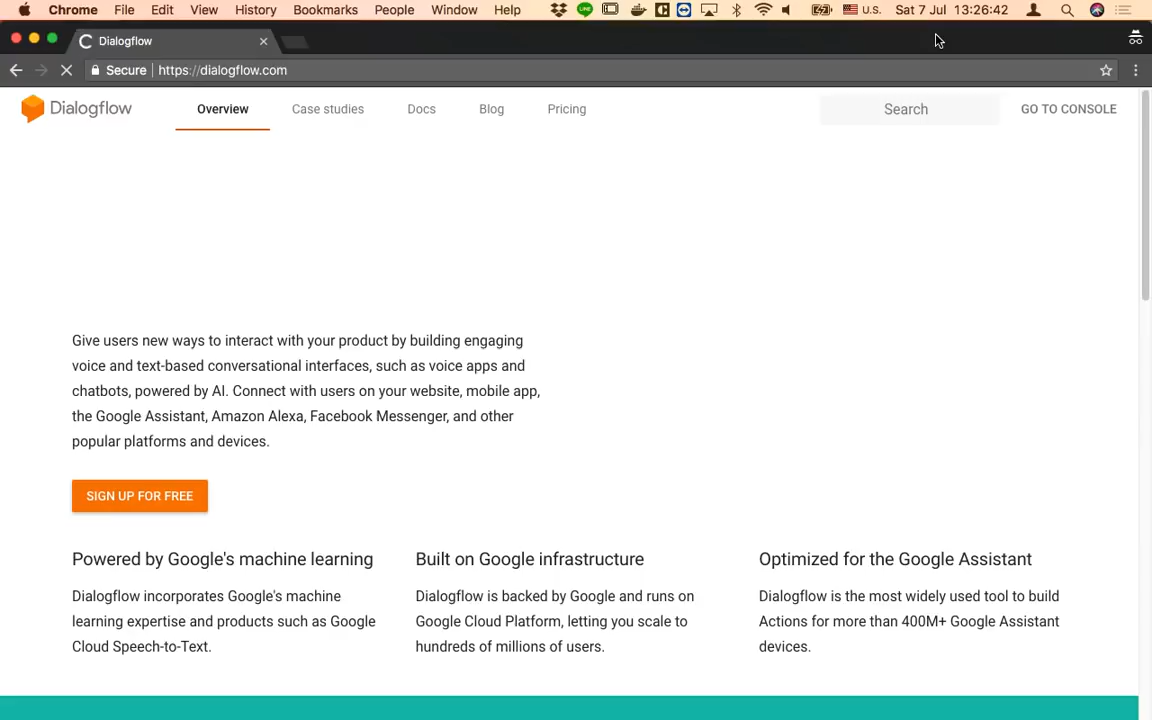 Chrome File Edit View History Bookmarks People Window Help U.S. Sat 7 Jul 13:26:42
Dialogflow
Secure https://dialogflow.com
Dialogflow Overview Case studies Docs Blog Pricing Search GO TO CONSOLE
Give users new ways to interact with your product by building engaging
voice and text-based conversational interfaces, such as voice apps and
chatbots, powered by AI. Connect with users on your website, mobile app,
the Google Assistant, Amazon Alexa, Facebook Messenger, and other
popular platforms and devices.
SIGN UP FOR FREE
Powered by Google's machine learning
Dialogflow incorporates Google's machine
learning expertise and products such as Google
Cloud Speech-to-Text.
Built on Google infrastructure
Dialogflow is backed by Google and runs on
Google Cloud Platform, letting you scale to
hundreds of millions of users.
Optimized for the Google Assistant
Dialogflow is the most widely used tool to build
Actions for more than 400M+ Google Assistant
devices.